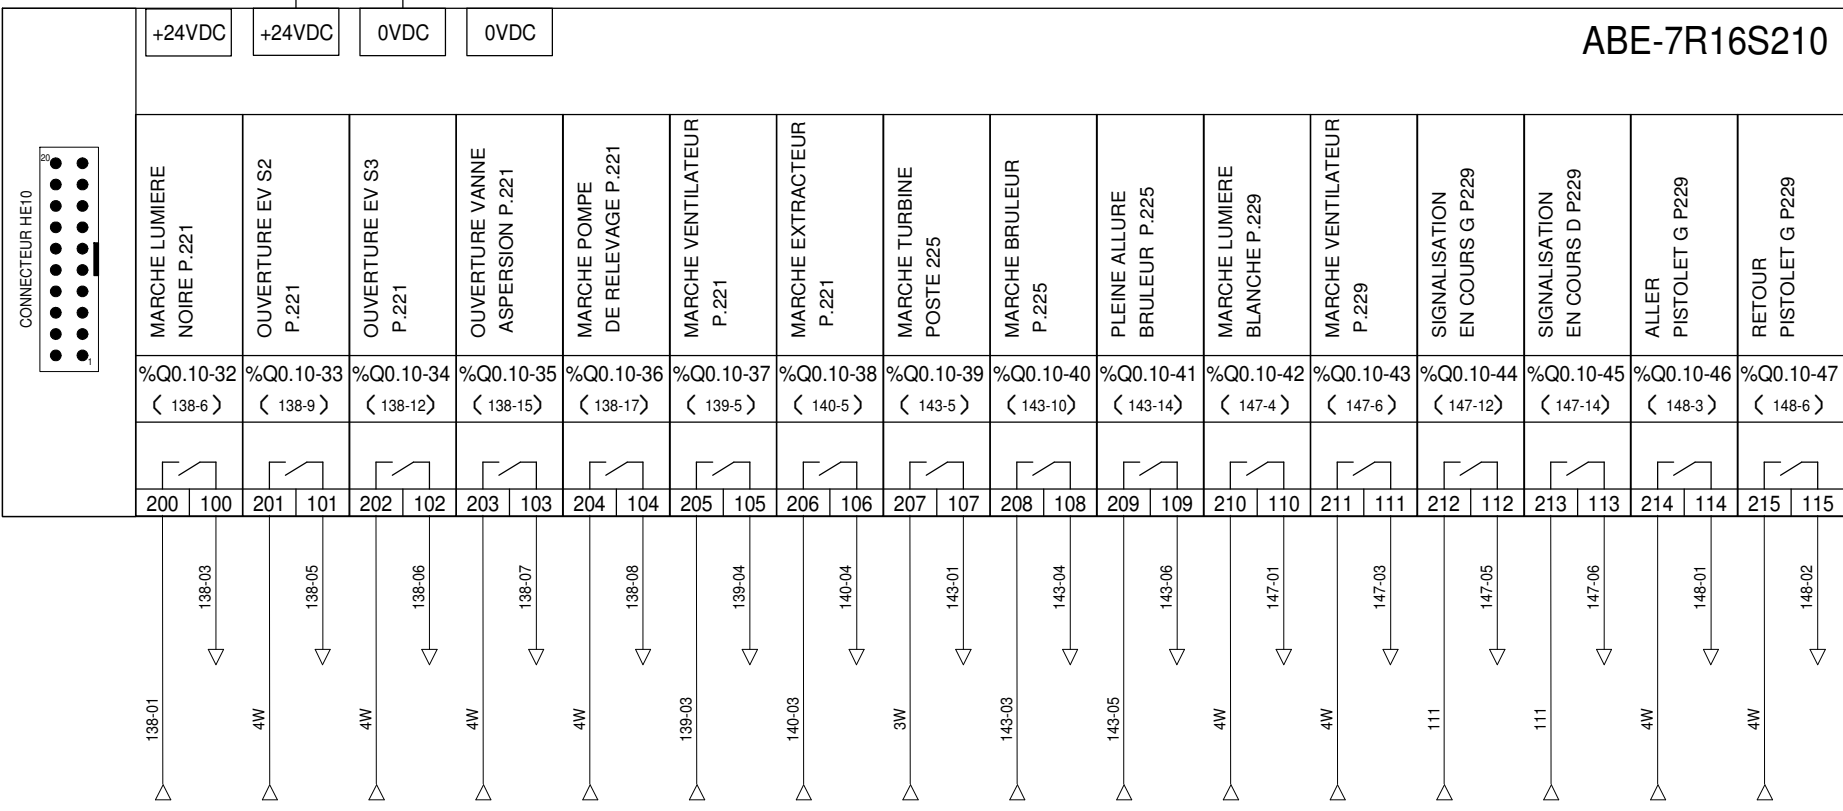 +24VDC +24VDC 0VDC 0VDC
ABE-7R16S210
CONNECTEUR HE10
20
1
MARCHE LUMIERE
NOIRE P.221
OUVERTURE EV S2
P.221
OUVERTURE EV S3
P.221
OUVERTURE VANNE
ASPERSION P.221
MARCHE POMPE
DE RELEVAGE P.221
MARCHE VENTILATEUR
P.221
MARCHE EXTRACTEUR
P.221
MARCHE TURBINE
POSTE 225
MARCHE BRULEUR
P.225
PLEINE ALLURE
BRULEUR P.225
MARCHE LUMIERE
BLANCHE P.229
MARCHE VENTILATEUR
P.229
SIGNALISATION
EN COURS G P229
SIGNALISATION
EN COURS D P229
ALLER
PISTOLET G P229
RETOUR
PISTOLET G P229
%Q0.10-32 %Q0.10-33 %Q0.10-34 %Q0.10-35 %Q0.10-36 %Q0.10-37 %Q0.10-38 %Q0.10-39 %Q0.10-40 %Q0.10-41 %Q0.10-42 %Q0.10-43 %Q0.10-44 %Q0.10-45 %Q0.10-46 %Q0.10-47
( 138-6 ) ( 138-9 ) ( 138-12 ) ( 138-15 ) ( 138-17 ) ( 139-5 ) ( 140-5 ) ( 143-5 ) ( 143-10 ) ( 143-14 ) ( 147-4 ) ( 147-6 ) ( 147-12 ) ( 147-14 ) ( 148-3 ) ( 148-6 )
200 100 201 101 202 102 203 103 204 104 205 105 206 106 207 107 208 108 209 109 210 110 211 111 212 112 213 113 214 114 215 115
138-03 138-05 138-06 138-07 138-08 139-04 140-04 143-01 143-04 143-06 147-01 147-03 147-05 147-06 148-01 148-02
138-01 4W 4W 4W 4W 139-03 140-03 3W 143-03 143-05 4W 4W 111 111 4W 4W